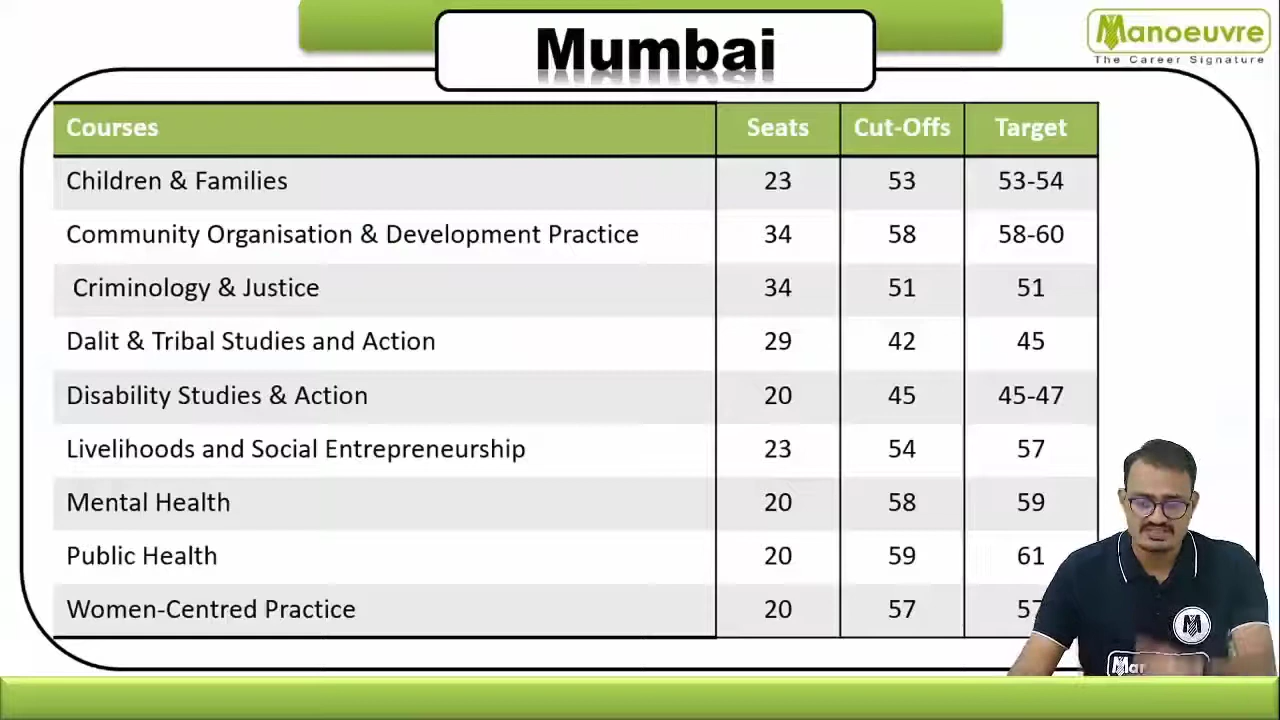 Mumbai
Manoeuvre
The Career Signature
Courses Seats Cut-Offs Target
Children & Families 23 53 53-54
Community Organisation & Development Practice 34 58 58-60
Criminology & Justice 34 51 51
Dalit & Tribal Studies and Action 29 42 45
Disability Studies & Action 20 45 45-47
Livelihoods and Social Entrepreneurship 23 54 57
Mental Health 20 58 59
Public Health 20 59 61
Women-Centred Practice 20 57
M